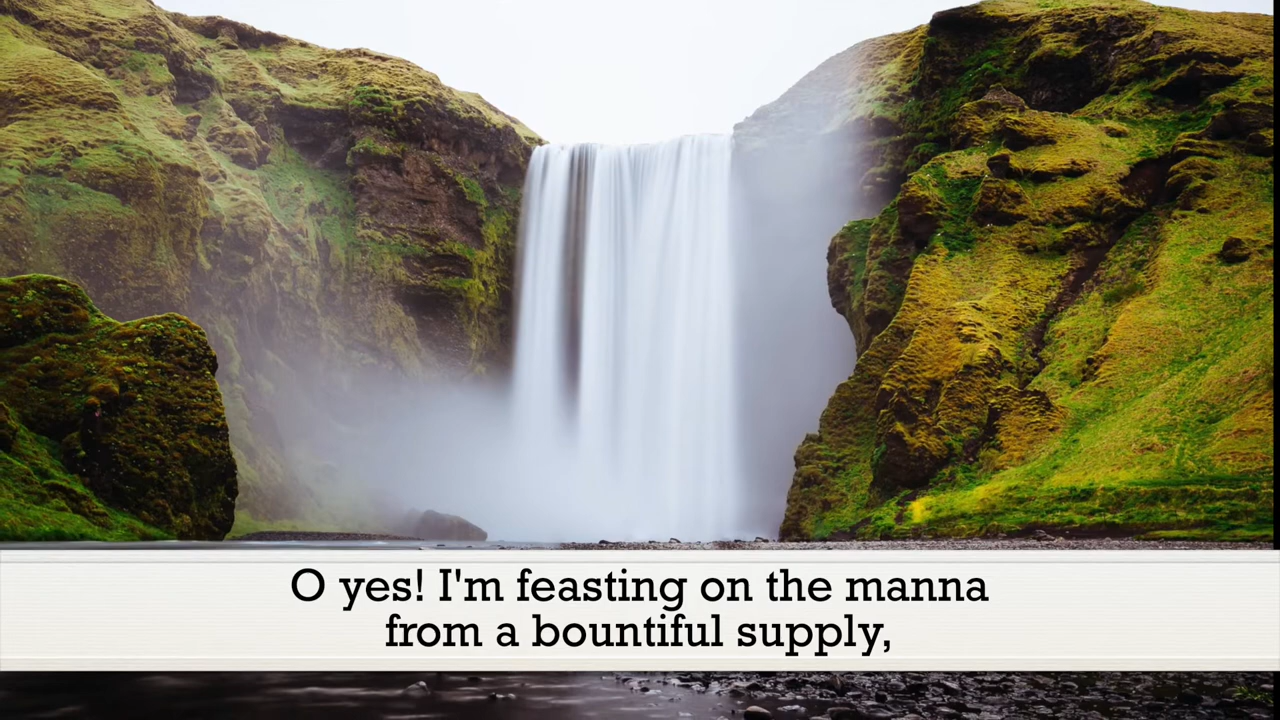 O yes! I'm feasting on the manna
from a bountiful supply,